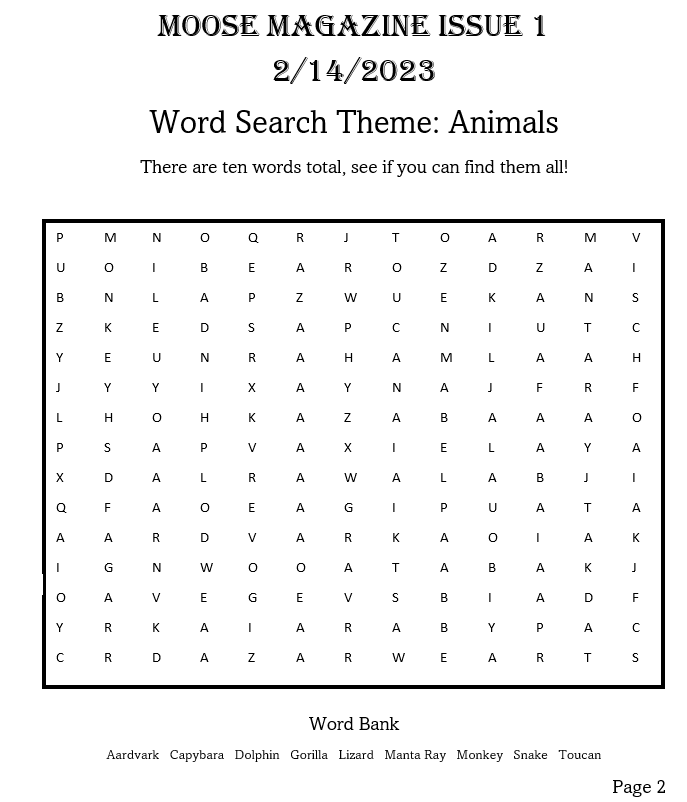 MOOSE MAGAZINE ISSUE 1
2/14/2023
Word Search Theme: Animals
There are ten words total, see if you can find them all!
P M N O Q R J T O A R M V
U O I B E A R O Z D Z A I
B N L A P Z W U E K A N S
Z K E D S A P C N I U T C
Y E U N R A H A M L A A H
J Y Y I X A Y N A J F R F
L H O H K A Z A B A A A O
P S A P V A X I E L A Y A
X D A L R A W A L A B J I
Q F A O E A G I P U A T A
A A R D V A R K A O I A K
I G N W O O A T A B A K J
O A V E G E V S B I A D F
Y R K A I A R A B Y P A C
C R D A Z A R W E A R T S
Word Bank
Aardvark Capybara Dolphin Gorilla Lizard Manta Ray Monkey Snake Toucan
Page 2